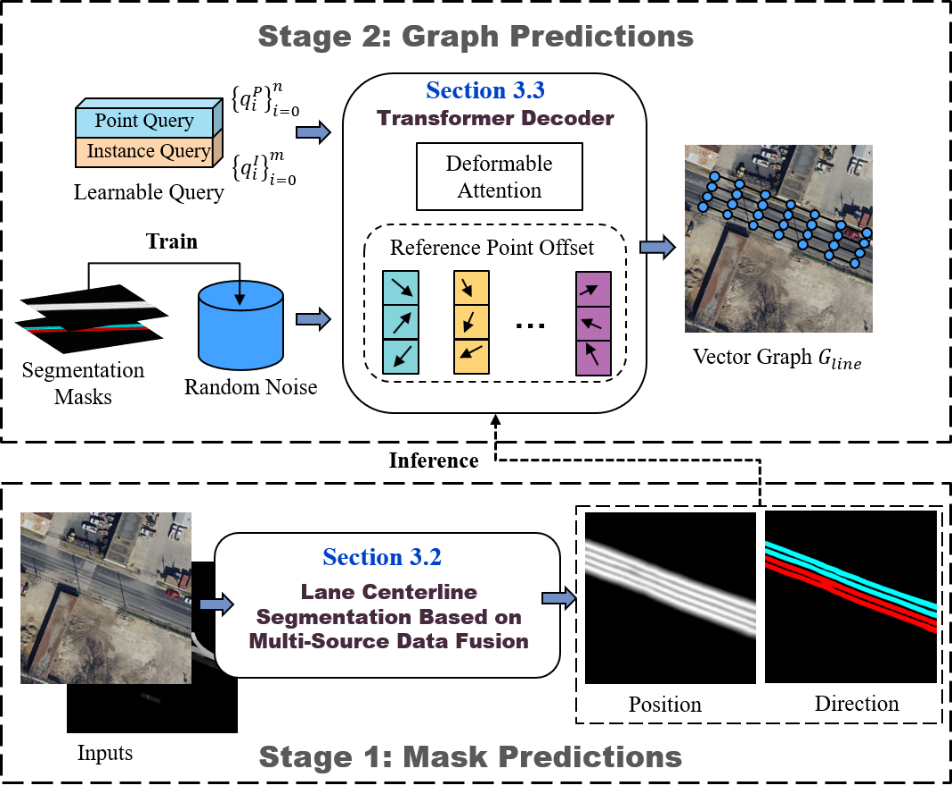 Stage 2: Graph Predictions
Point Query
Instance Query
{q_i^P}_{i=0}^n
{q_i^I}_{i=0}^m
Learnable Query
Train
Segmentation
Masks
Random Noise
Section 3.3
Transformer Decoder
Deformable
Attention
Reference Point Offset
...
Vector Graph G_{line}
Inference
Section 3.2
Lane Centerline
Segmentation Based on
Multi-Source Data Fusion
Inputs
Position
Direction
Stage 1: Mask Predictions